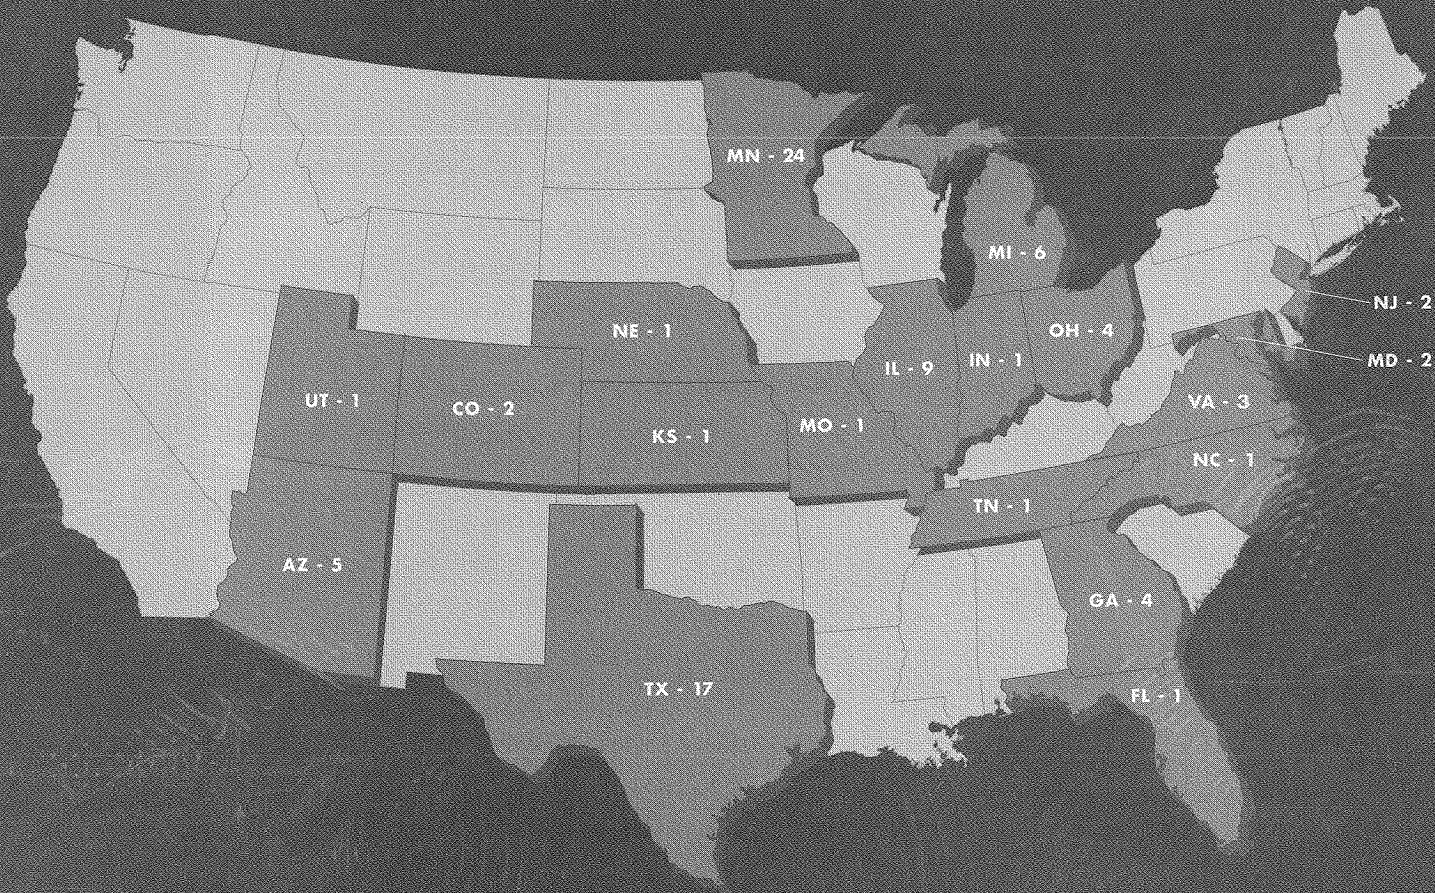 MN - 24
MI - 6
NJ - 2
NE - 1
OH - 4
IL - 9
IN - 1
MD - 2
UT - 1
CO - 2
KS - 1
MO - 1
VA - 3
NC - 1
TN - 1
AZ - 5
GA - 4
TX - 17
FL - 1